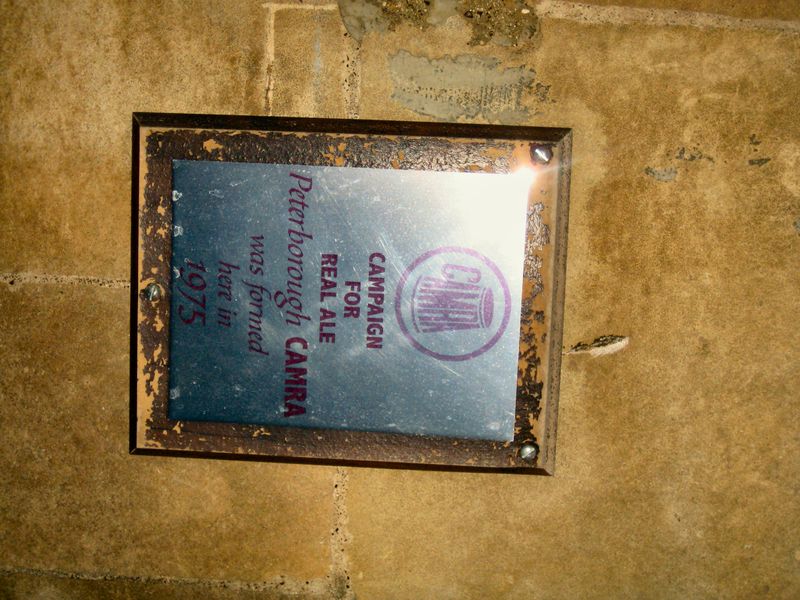 CAMRA
CAMPAIGN
FOR
REAL ALE
Peterborough CAMRA
was formed
here in
1975